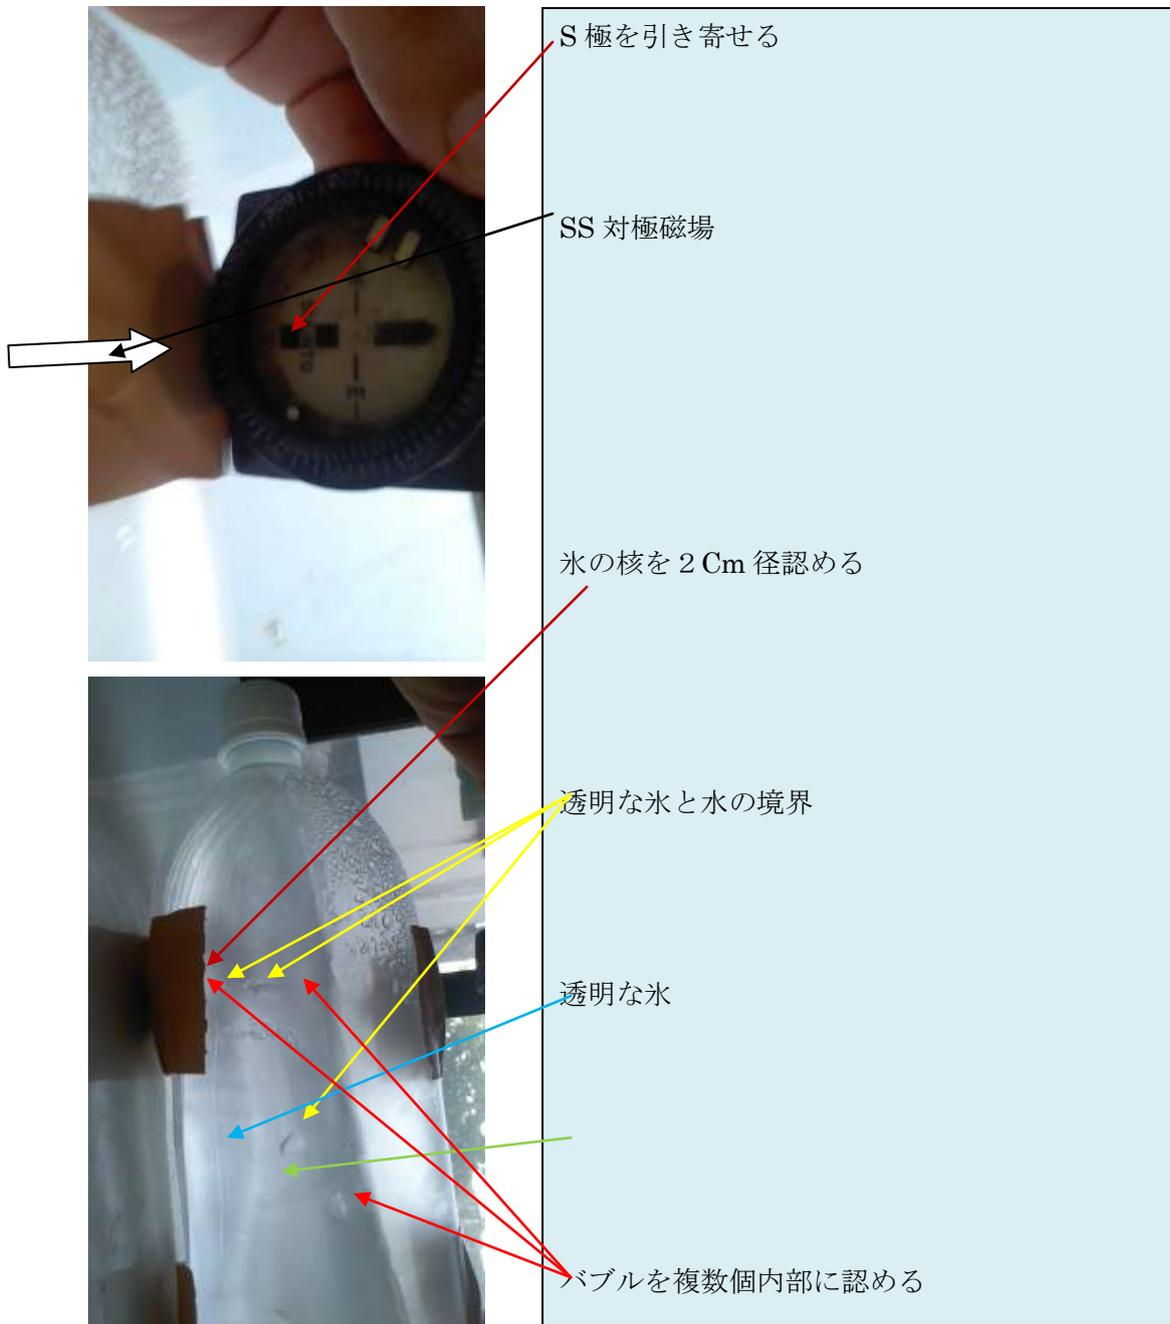 S 極を引き寄せる
SS 対極磁場
氷の核を２Cm 径認める
透明な氷と水の境界
透明な氷
バブルを複数個内部に認める